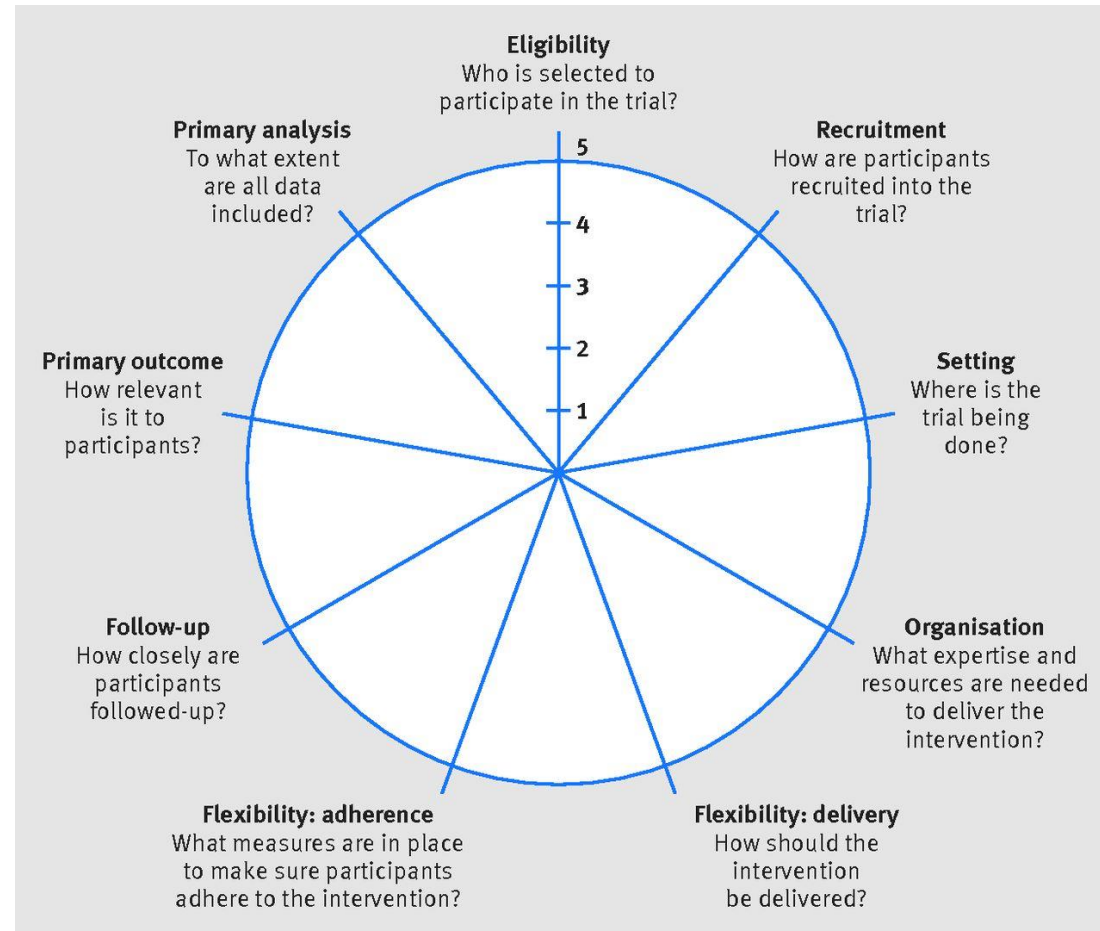 Eligibility
Who is selected to
participate in the trial?
Recruitment
How are participants
recruited into the
trial?
Setting
Where is the
trial being
done?
Organisation
What expertise and
resources are needed
to deliver the
intervention?
Flexibility: delivery
How should the
intervention
be delivered?
Flexibility: adherence
What measures are in place
to make sure participants
adhere to the intervention?
Follow-up
How closely are
participants
followed-up?
Primary outcome
How relevant
is it to
participants?
Primary analysis
To what extent
are all data
included?
5
4
3
2
1